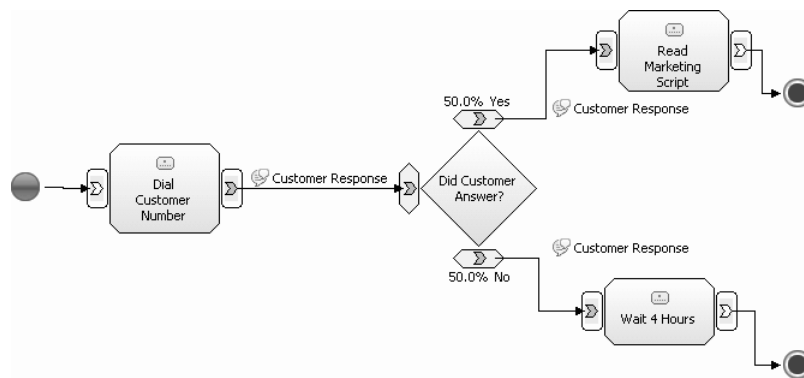 Read
Marketing
Script
50.0% Yes
Customer Response
Dial
Customer
Number
Customer Response
Did Customer
Answer?
Customer Response
50.0% No
Wait 4 Hours